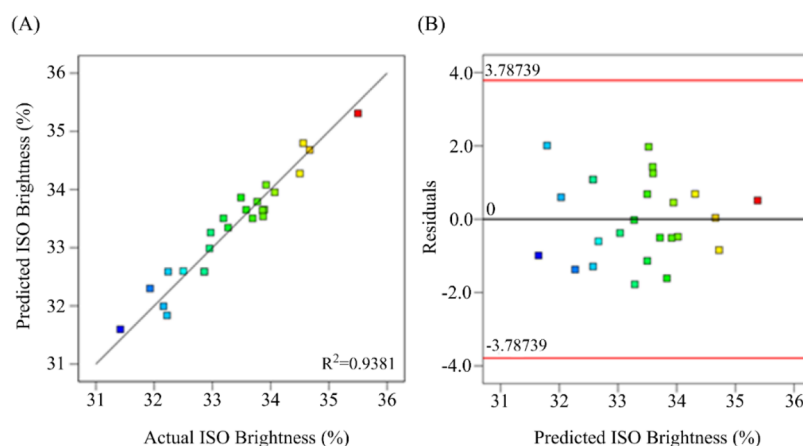 (A)
Predicted ISO Brightness (%)
36
35
34
33
32
31
R²=0.9381
31 32 33 34 35 36
Actual ISO Brightness (%)
(B)
Residuals
4.0
2.0
0.0
-2.0
-4.0
3.78739
0
-3.78739
31 32 33 34 35 36
Predicted ISO Brightness (%)